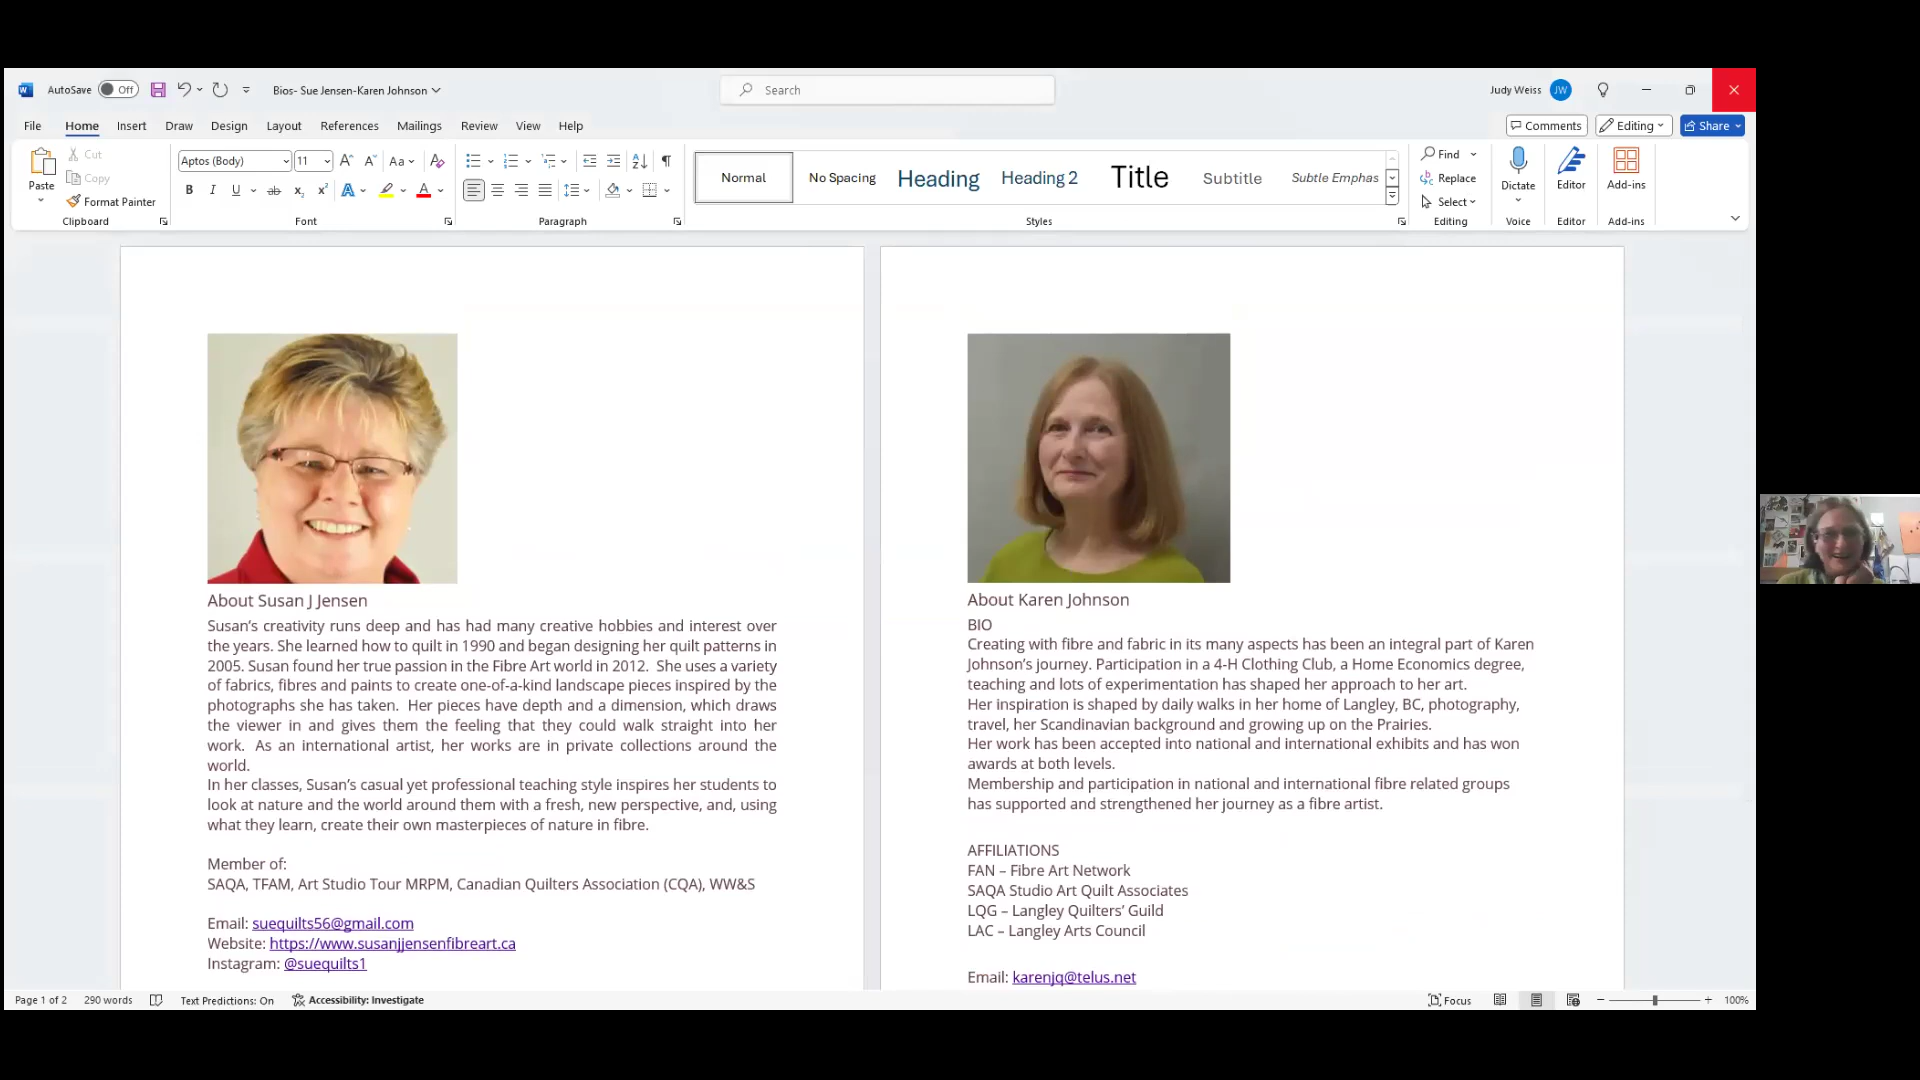 AutoSave Off Bios- Sue Jensen-Karen Johnson Search Judy Weiss JW
File Home Insert Draw Design Layout References Mailings Review View Help Comments Editing Share
Paste Cut Copy Format Painter Clipboard
Aptos (Body) 11 Font
Paragraph
Normal No Spacing Heading Heading 2 Title Subtitle Subtle Emphas Styles
Find Replace Select Editing
Dictate Voice
Editor Editor
Add-ins Add-ins
About Susan J Jensen
Susan's creativity runs deep and has had many creative hobbies and interest over
the years. She learned how to quilt in 1990 and began designing her quilt patterns in
2005. Susan found her true passion in the Fibre Art world in 2012.  She uses a variety
of fabrics, fibres and paints to create one-of-a-kind landscape pieces inspired by the
photographs she has taken.  Her pieces have depth and a dimension, which draws
the viewer in and gives them the feeling that they could walk straight into her
work.  As an international artist, her works are in private collections around the
world.
In her classes, Susan's casual yet professional teaching style inspires her students to
look at nature and the world around them with a fresh, new perspective, and, using
what they learn, create their own masterpieces of nature in fibre.
Member of:
SAQA, TFAM, Art Studio Tour MRPM, Canadian Quilters Association (CQA), WW&S
Email: suequilts56@gmail.com
Website: https://www.susanjjensenfibreart.ca
Instagram: @suequilts1
About Karen Johnson
BIO
Creating with fibre and fabric in its many aspects has been an integral part of Karen
Johnson's journey. Participation in a 4-H Clothing Club, a Home Economics degree,
teaching and lots of experimentation has shaped her approach to her art.
Her inspiration is shaped by daily walks in her home of Langley, BC, photography,
travel, her Scandinavian background and growing up on the Prairies.
Her work has been accepted into national and international exhibits and has won
awards at both levels.
Membership and participation in national and international fibre related groups
has supported and strengthened her journey as a fibre artist.
AFFILIATIONS
FAN – Fibre Art Network
SAQA Studio Art Quilt Associates
LQG – Langley Quilters' Guild
LAC – Langley Arts Council
Email: karenjq@telus.net
Page 1 of 2 290 words Text Predictions: On Accessibility: Investigate Focus 100%